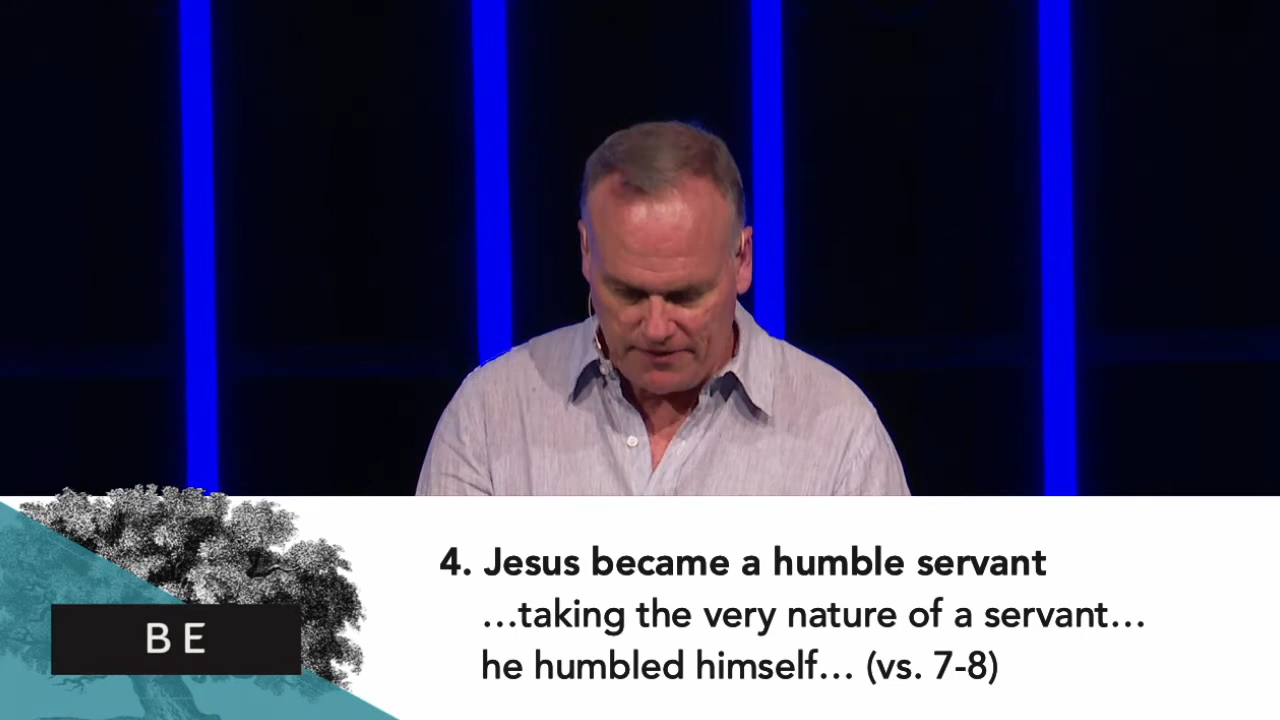 BE
4. Jesus became a humble servant
...taking the very nature of a servant...
he humbled himself... (vs. 7-8)